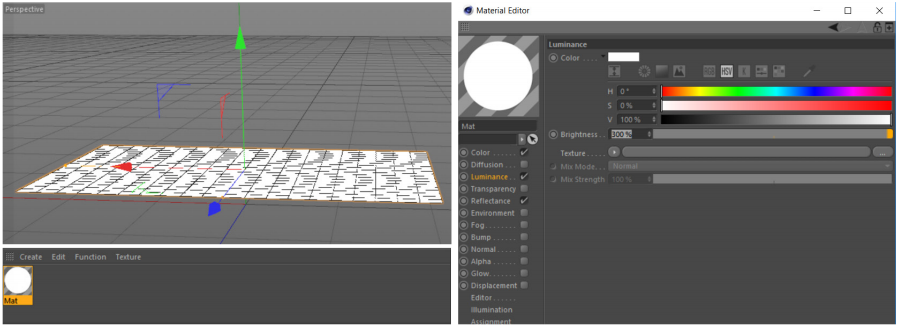 Perspective
Create Edit Function Texture
Mat
Material Editor
Mat
Color . . . . .
Diffusion . . .
Luminance . . .
Transparency
Reflectance
Environment
Fog . . . . . . .
Bump . . . . . .
Normal . . . . .
Alpha . . . . . .
Glow . . . . . .
Displacement
Editor . . . . . .
Illumination
Assignment
Luminance
Color . . . .
HSV
K
H 0 °
S 0 %
V 100 %
Brightness . . 300 %
Texture . . . . . ...
Mix Mode. . . Normal
Mix Strength 100 %